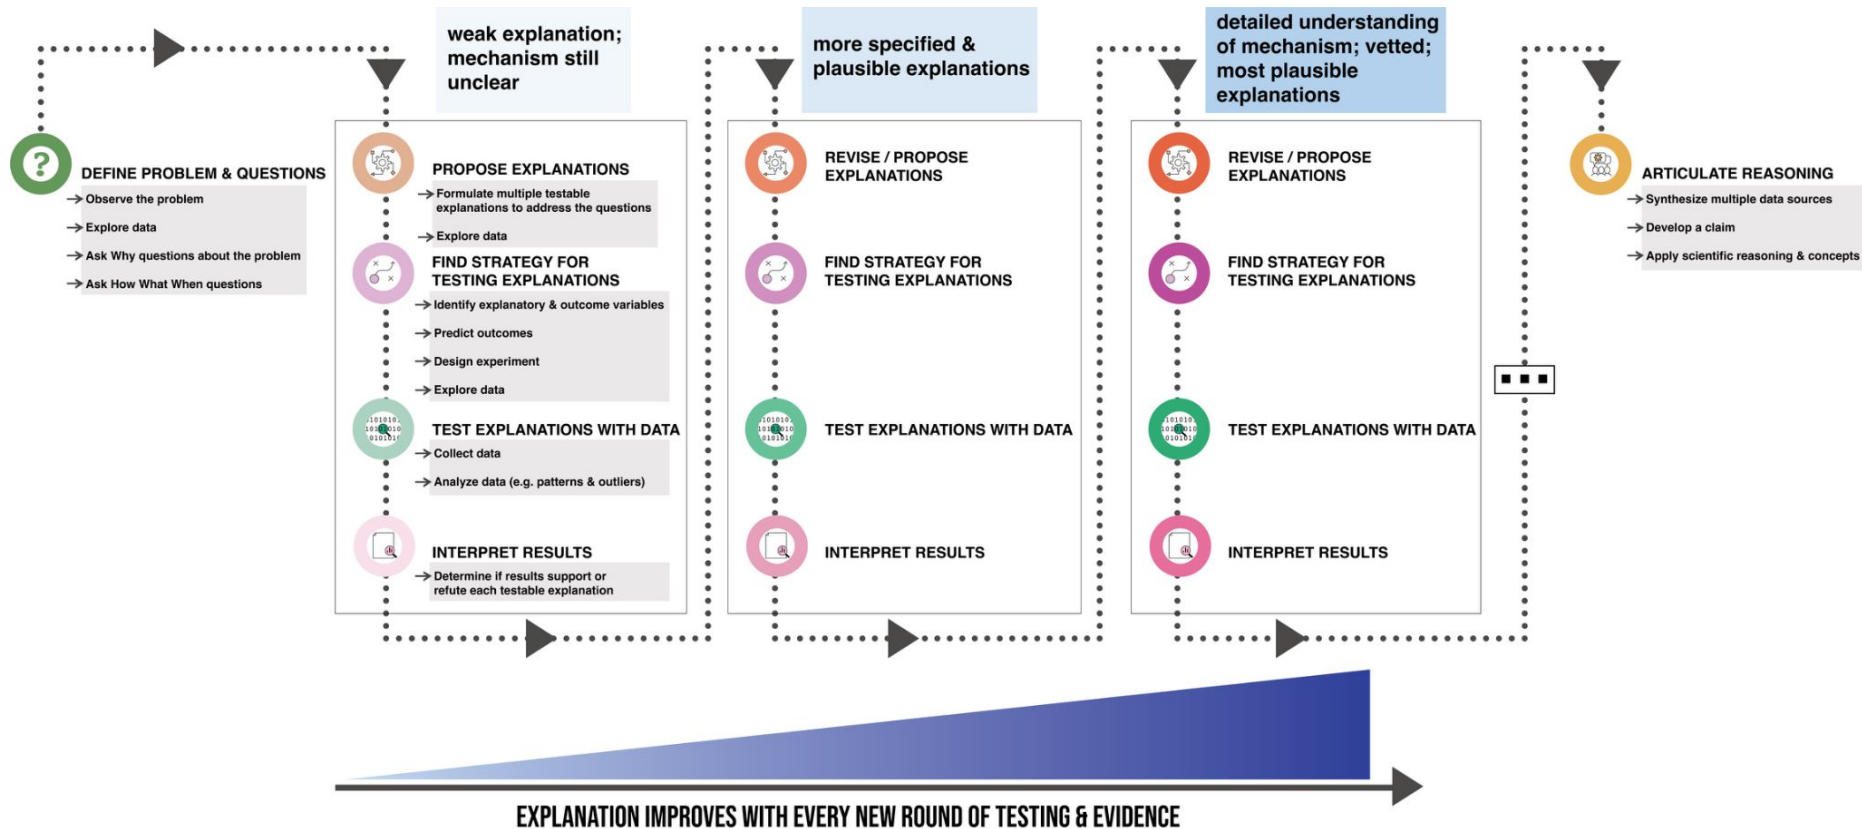 weak explanation;
mechanism still
unclear
more specified &
plausible explanations
detailed understanding
of mechanism; vetted;
most plausible
explanations
?
DEFINE PROBLEM & QUESTIONS
Observe the problem
Explore data
Ask Why questions about the problem
Ask How What When questions
PROPOSE EXPLANATIONS
Formulate multiple testable
explanations to address the questions
Explore data
FIND STRATEGY FOR
TESTING EXPLANATIONS
Identify explanatory & outcome variables
Predict outcomes
Design experiment
Explore data
TEST EXPLANATIONS WITH DATA
Collect data
Analyze data (e.g. patterns & outliers)
INTERPRET RESULTS
Determine if results support or
refute each testable explanation
REVISE / PROPOSE
EXPLANATIONS
FIND STRATEGY FOR
TESTING EXPLANATIONS
TEST EXPLANATIONS WITH DATA
INTERPRET RESULTS
REVISE / PROPOSE
EXPLANATIONS
FIND STRATEGY FOR
TESTING EXPLANATIONS
TEST EXPLANATIONS WITH DATA
INTERPRET RESULTS
ARTICULATE REASONING
Synthesize multiple data sources
Develop a claim
Apply scientific reasoning & concepts
EXPLANATION IMPROVES WITH EVERY NEW ROUND OF TESTING & EVIDENCE